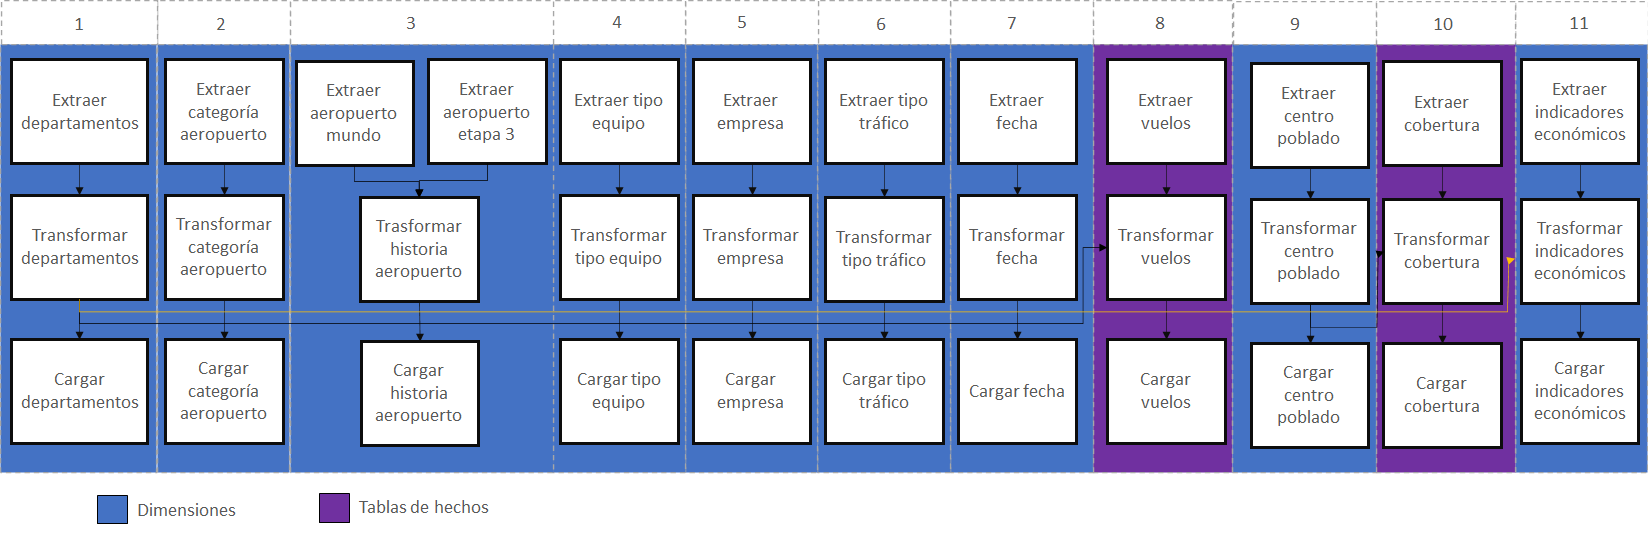 1 2 3 4 5 6 7 8 9 10 11
Extraer
departamentos
Extraer
categoría
aeropuerto
Extraer
aeropuerto
mundo
Extraer
aeropuerto
etapa 3
Extraer tipo
equipo
Extraer
empresa
Extraer tipo
tráfico
Extraer
fecha
Extraer
vuelos
Extraer
centro
poblado
Extraer
cobertura
Extraer
indicadores
económicos
Transformar
departamentos
Transformar
categoría
aeropuerto
Trasformar
historia
aeropuerto
Transformar
tipo equipo
Transformar
empresa
Transformar
tipo tráfico
Transformar
fecha
Transformar
vuelos
Transformar
centro
poblado
Transformar
cobertura
Trasformar
indicadores
económicos
Cargar
departamentos
Cargar
categoría
aeropuerto
Cargar
historia
aeropuerto
Cargar tipo
equipo
Cargar
empresa
Cargar tipo
tráfico
Cargar fecha
Cargar
vuelos
Cargar
centro
poblado
Cargar
cobertura
Cargar
indicadores
económicos
Dimensiones
Tablas de hechos